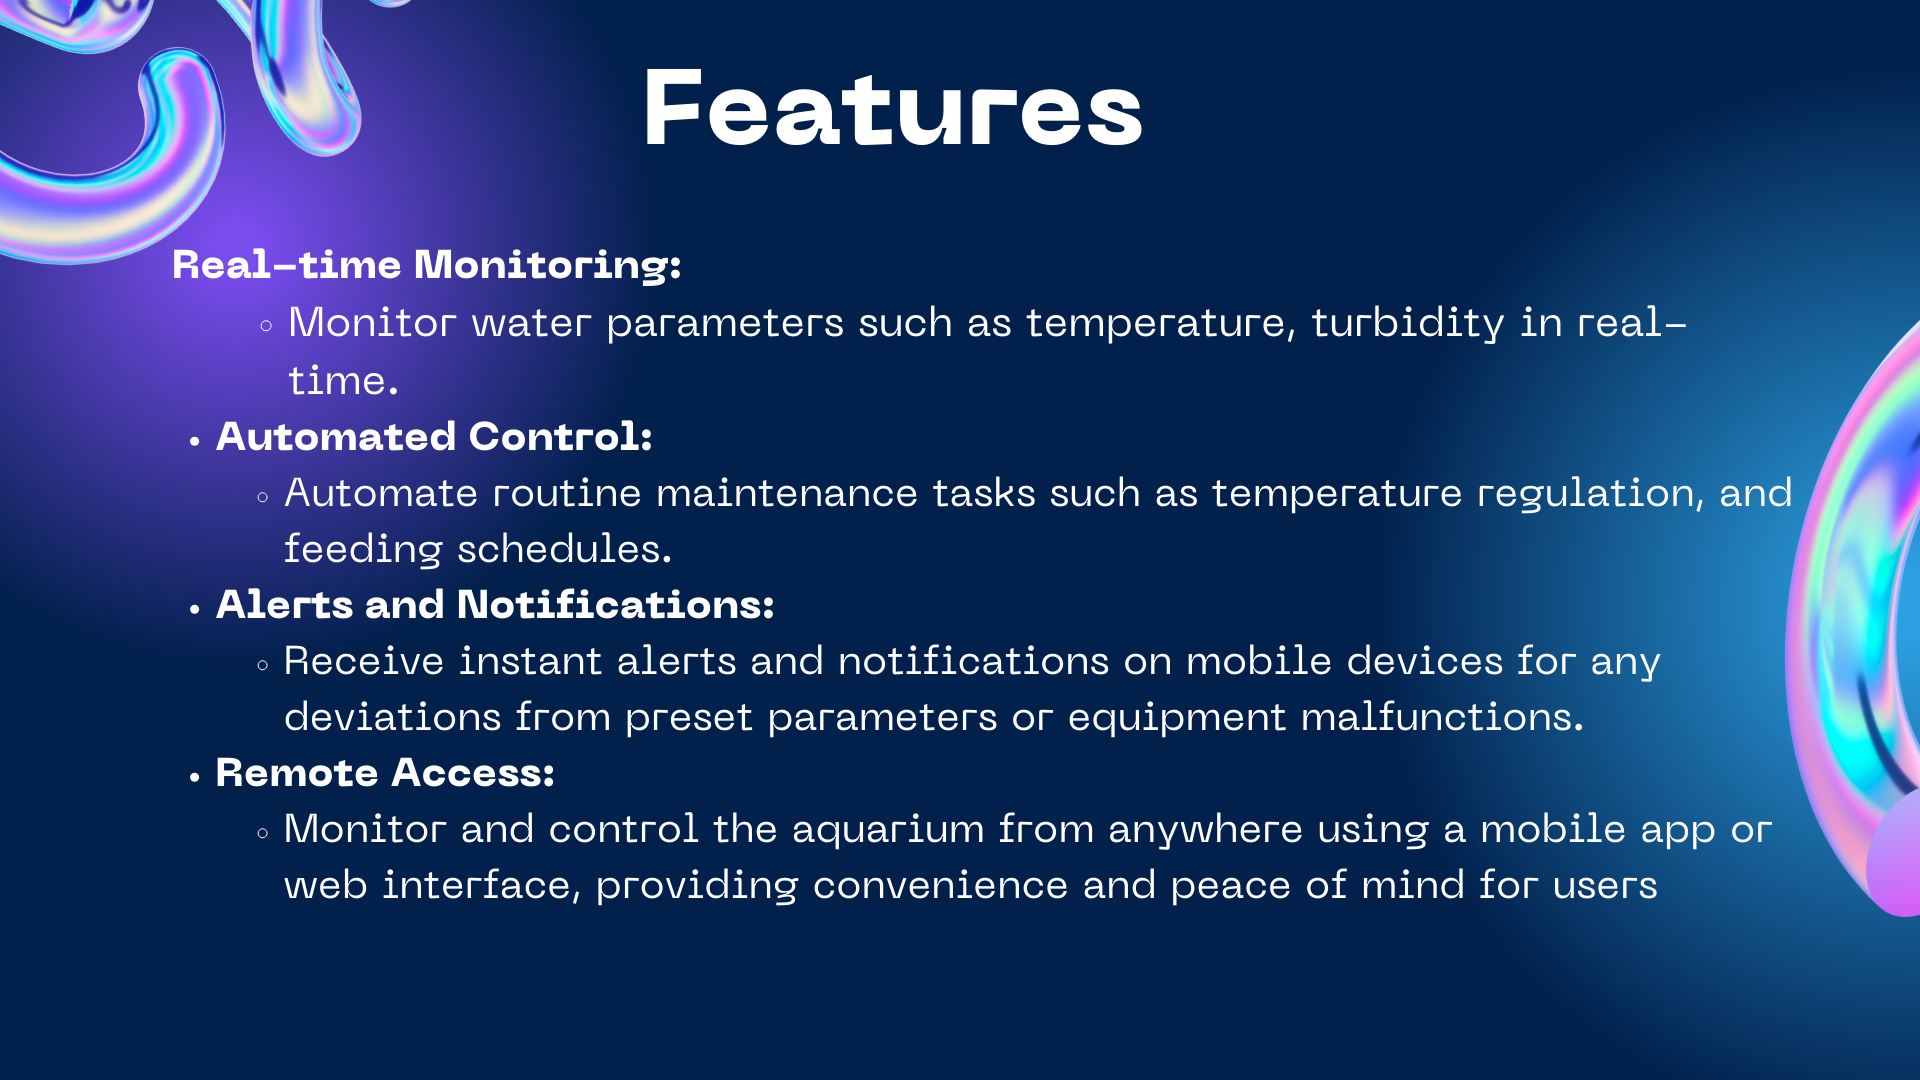 Features
Real-time Monitoring:
◦ Monitor water parameters such as temperature, turbidity in real-
time.
• Automated Control:
◦ Automate routine maintenance tasks such as temperature regulation, and
feeding schedules.
• Alerts and Notifications:
◦ Receive instant alerts and notifications on mobile devices for any
deviations from preset parameters or equipment malfunctions.
• Remote Access:
◦ Monitor and control the aquarium from anywhere using a mobile app or
web interface, providing convenience and peace of mind for users